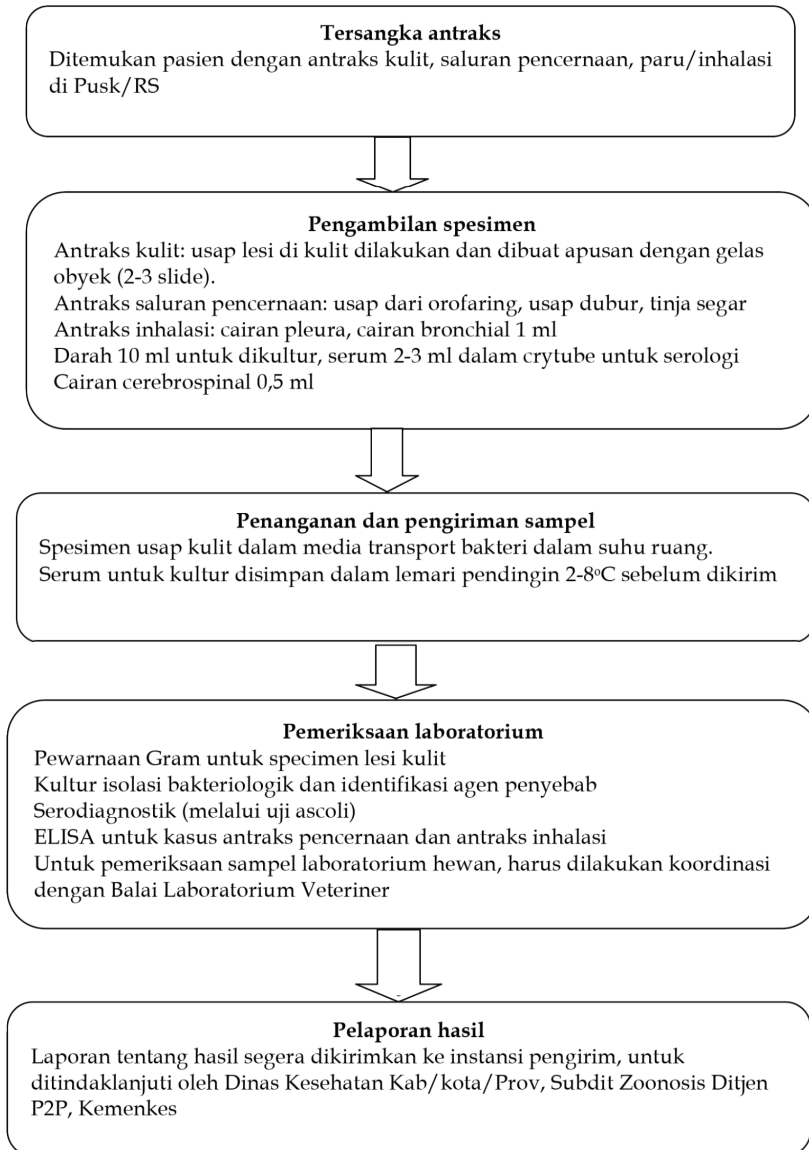 Tersangka antraks
Ditemukan pasien dengan antraks kulit, saluran pencernaan, paru/inhalasi
di Pusk/RS
Pengambilan spesimen
Antraks kulit: usap lesi di kulit dilakukan dan dibuat apusan dengan gelas
obyek (2-3 slide).
Antraks saluran pencernaan: usap dari orofaring, usap dubur, tinja segar
Antraks inhalasi: cairan pleura, cairan bronchial 1 ml
Darah 10 ml untuk dikultur, serum 2-3 ml dalam crytube untuk serologi
Cairan cerebrospinal 0,5 ml
Penanganan dan pengiriman sampel
Spesimen usap kulit dalam media transport bakteri dalam suhu ruang.
Serum untuk kultur disimpan dalam lemari pendingin 2-8ºC sebelum dikirim
Pemeriksaan laboratorium
Pewarnaan Gram untuk specimen lesi kulit
Kultur isolasi bakteriologik dan identifikasi agen penyebab
Serodiagnostik (melalui uji ascoli)
ELISA untuk kasus antraks pencernaan dan antraks inhalasi
Untuk pemeriksaan sampel laboratorium hewan, harus dilakukan koordinasi
dengan Balai Laboratorium Veteriner
Pelaporan hasil
Laporan tentang hasil segera dikirimkan ke instansi pengirim, untuk
ditindaklanjuti oleh Dinas Kesehatan Kab/kota/Prov, Subdit Zoonosis Ditjen
P2P, Kemenkes